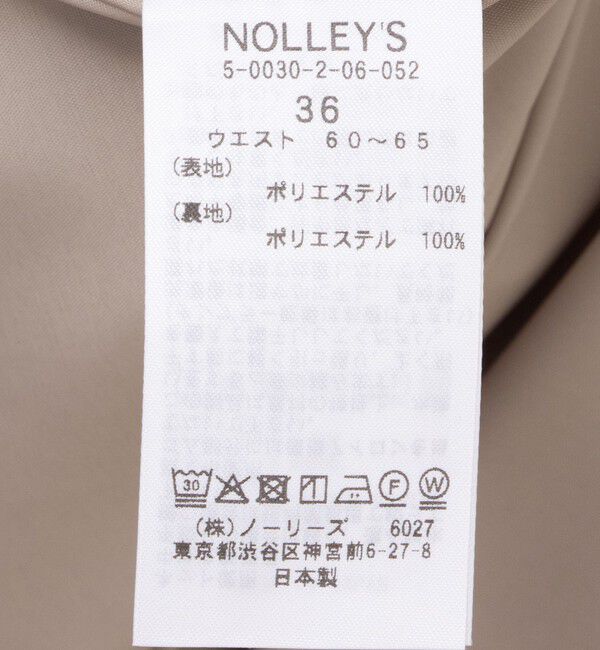 NOLLEY'S
5-0030-2-06-052
36
ウエスト 60〜65
(表地)
ポリエステル 100%
(裏地)
ポリエステル 100%
30 F W
(株)ノーリーズ 6027
東京都渋谷区神宮前6-27-8
日本製